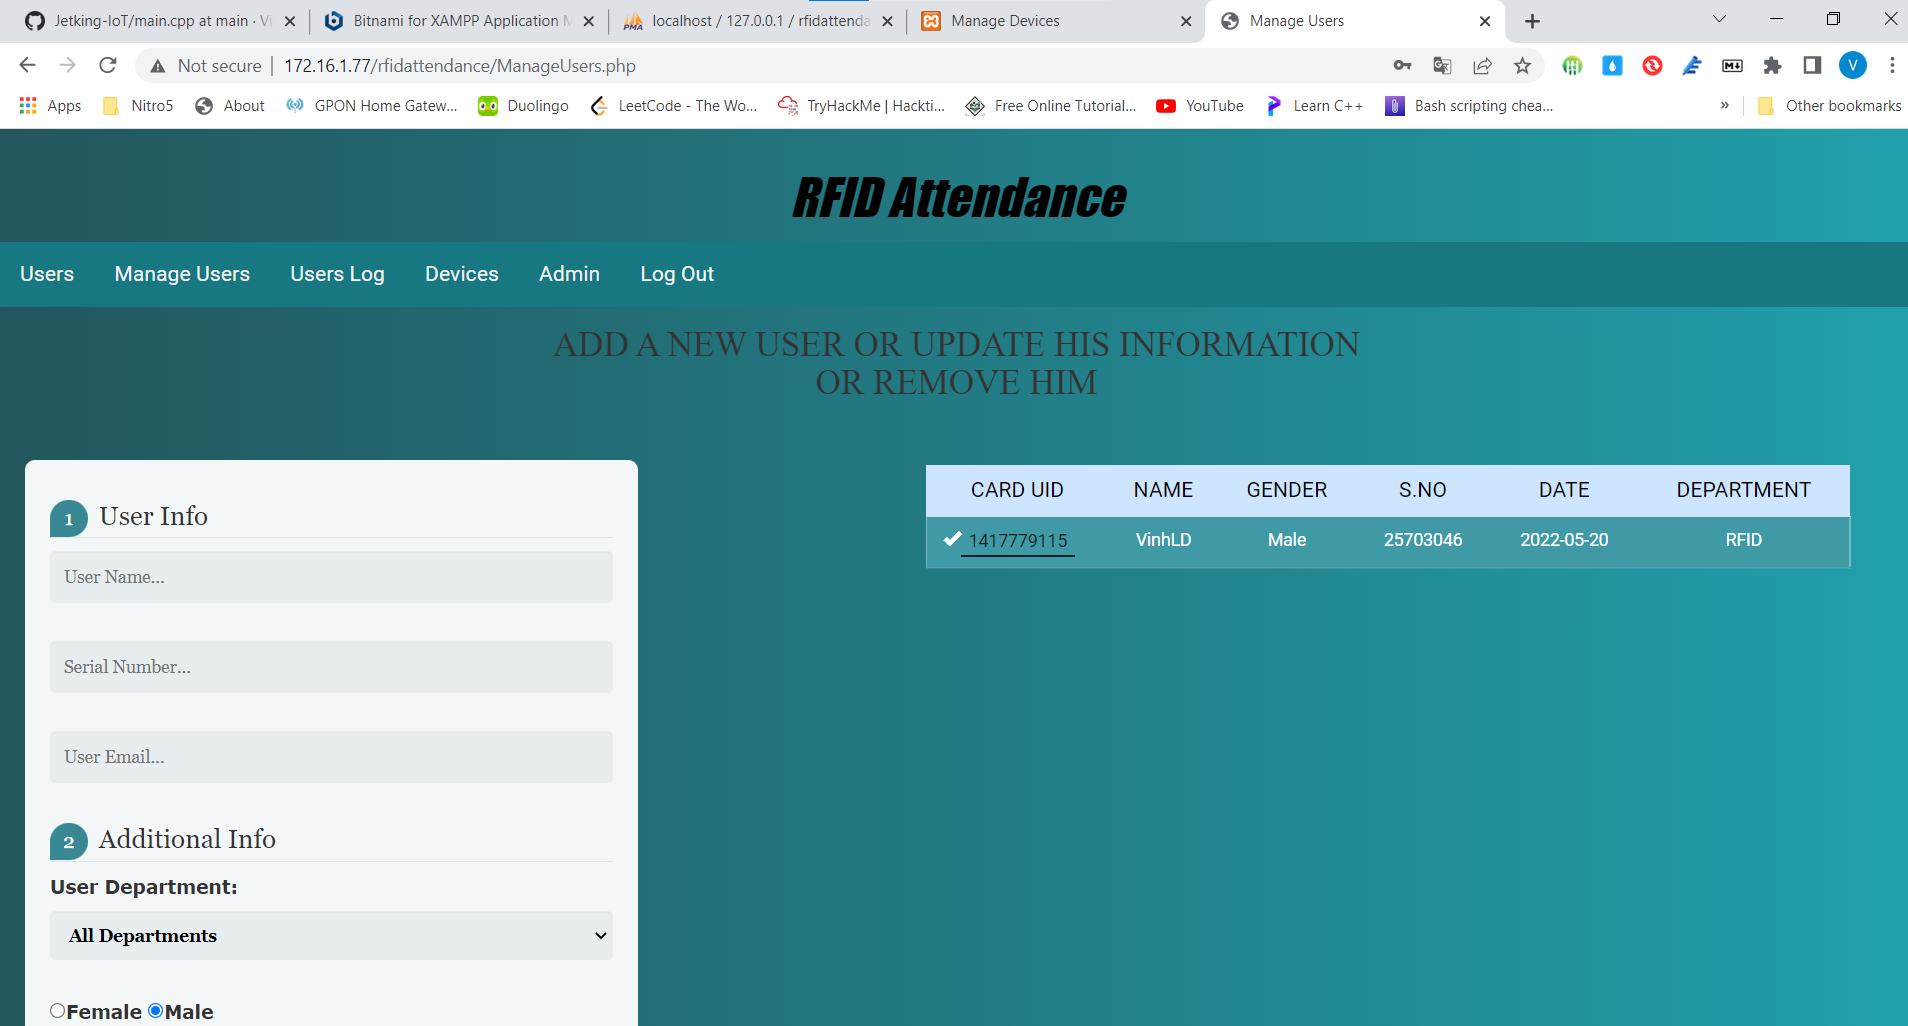 Jetking-IoT/main.cpp at main · Vi
Bitnami for XAMPP Application M
localhost / 127.0.0.1 / rfidattenda
Manage Devices
Manage Users
Not secure
172.16.1.77/rfidattendance/ManageUsers.php
V
Apps
Nitro5
About
GPON Home Gatew...
Duolingo
LeetCode - The Wo...
TryHackMe | Hackti...
Free Online Tutorial...
YouTube
Learn C++
Bash scripting chea...
»
Other bookmarks
RFID Attendance
Users
Manage Users
Users Log
Devices
Admin
Log Out
ADD A NEW USER OR UPDATE HIS INFORMATION
OR REMOVE HIM
1 User Info
User Name...
Serial Number...
User Email...
2 Additional Info
User Department:
All Departments
Female Male
CARD UID NAME GENDER S.NO DATE DEPARTMENT
1417779115 VinhLD Male 25703046 2022-05-20 RFID